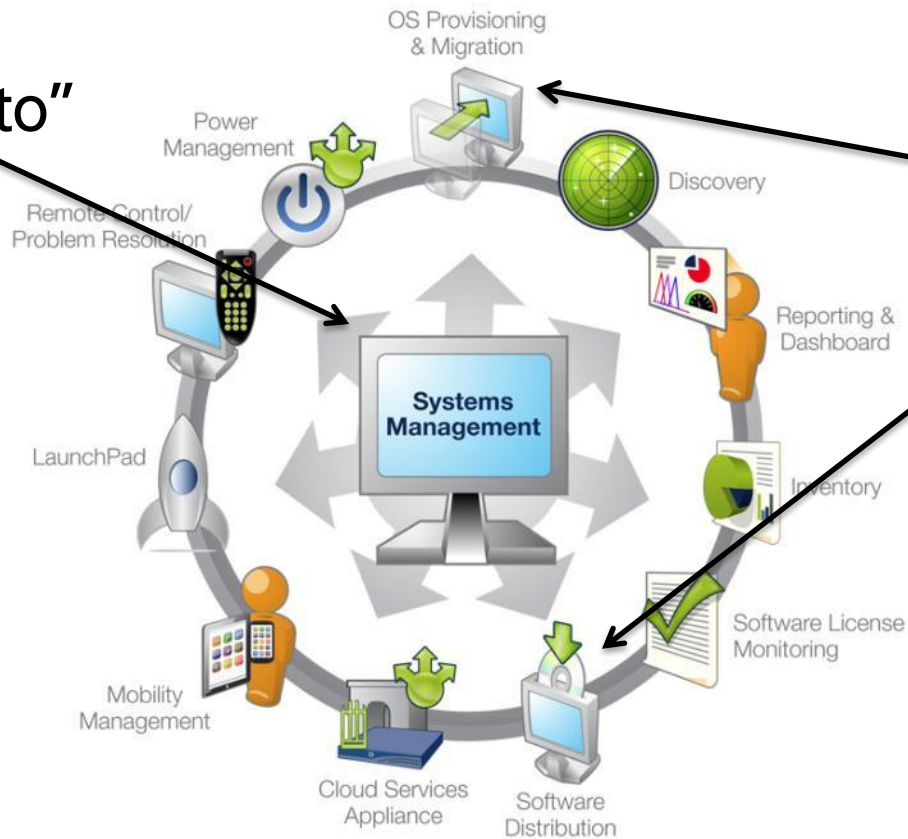 OS Provisioning
& Migration
to”
Power
Management
Discovery
Remote Control/
Problem Resolution
Reporting &
Dashboard
Systems
Management
LaunchPad
Inventory
Software License
Monitoring
Mobility
Management
Cloud Services
Appliance
Software
Distribution